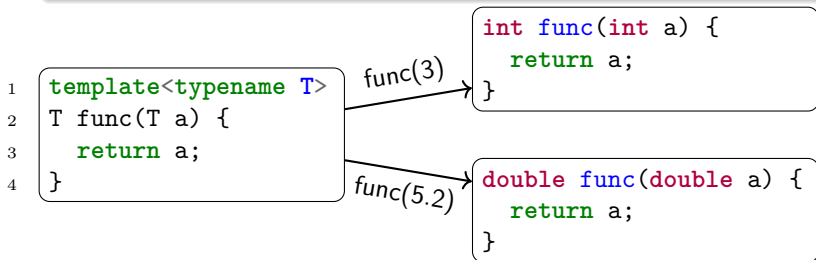 1 template<typename T>
2 T func(T a) {
3   return a;
4 }
func(3)
int func(int a) {
  return a;
}
func(5.2)
double func(double a) {
  return a;
}